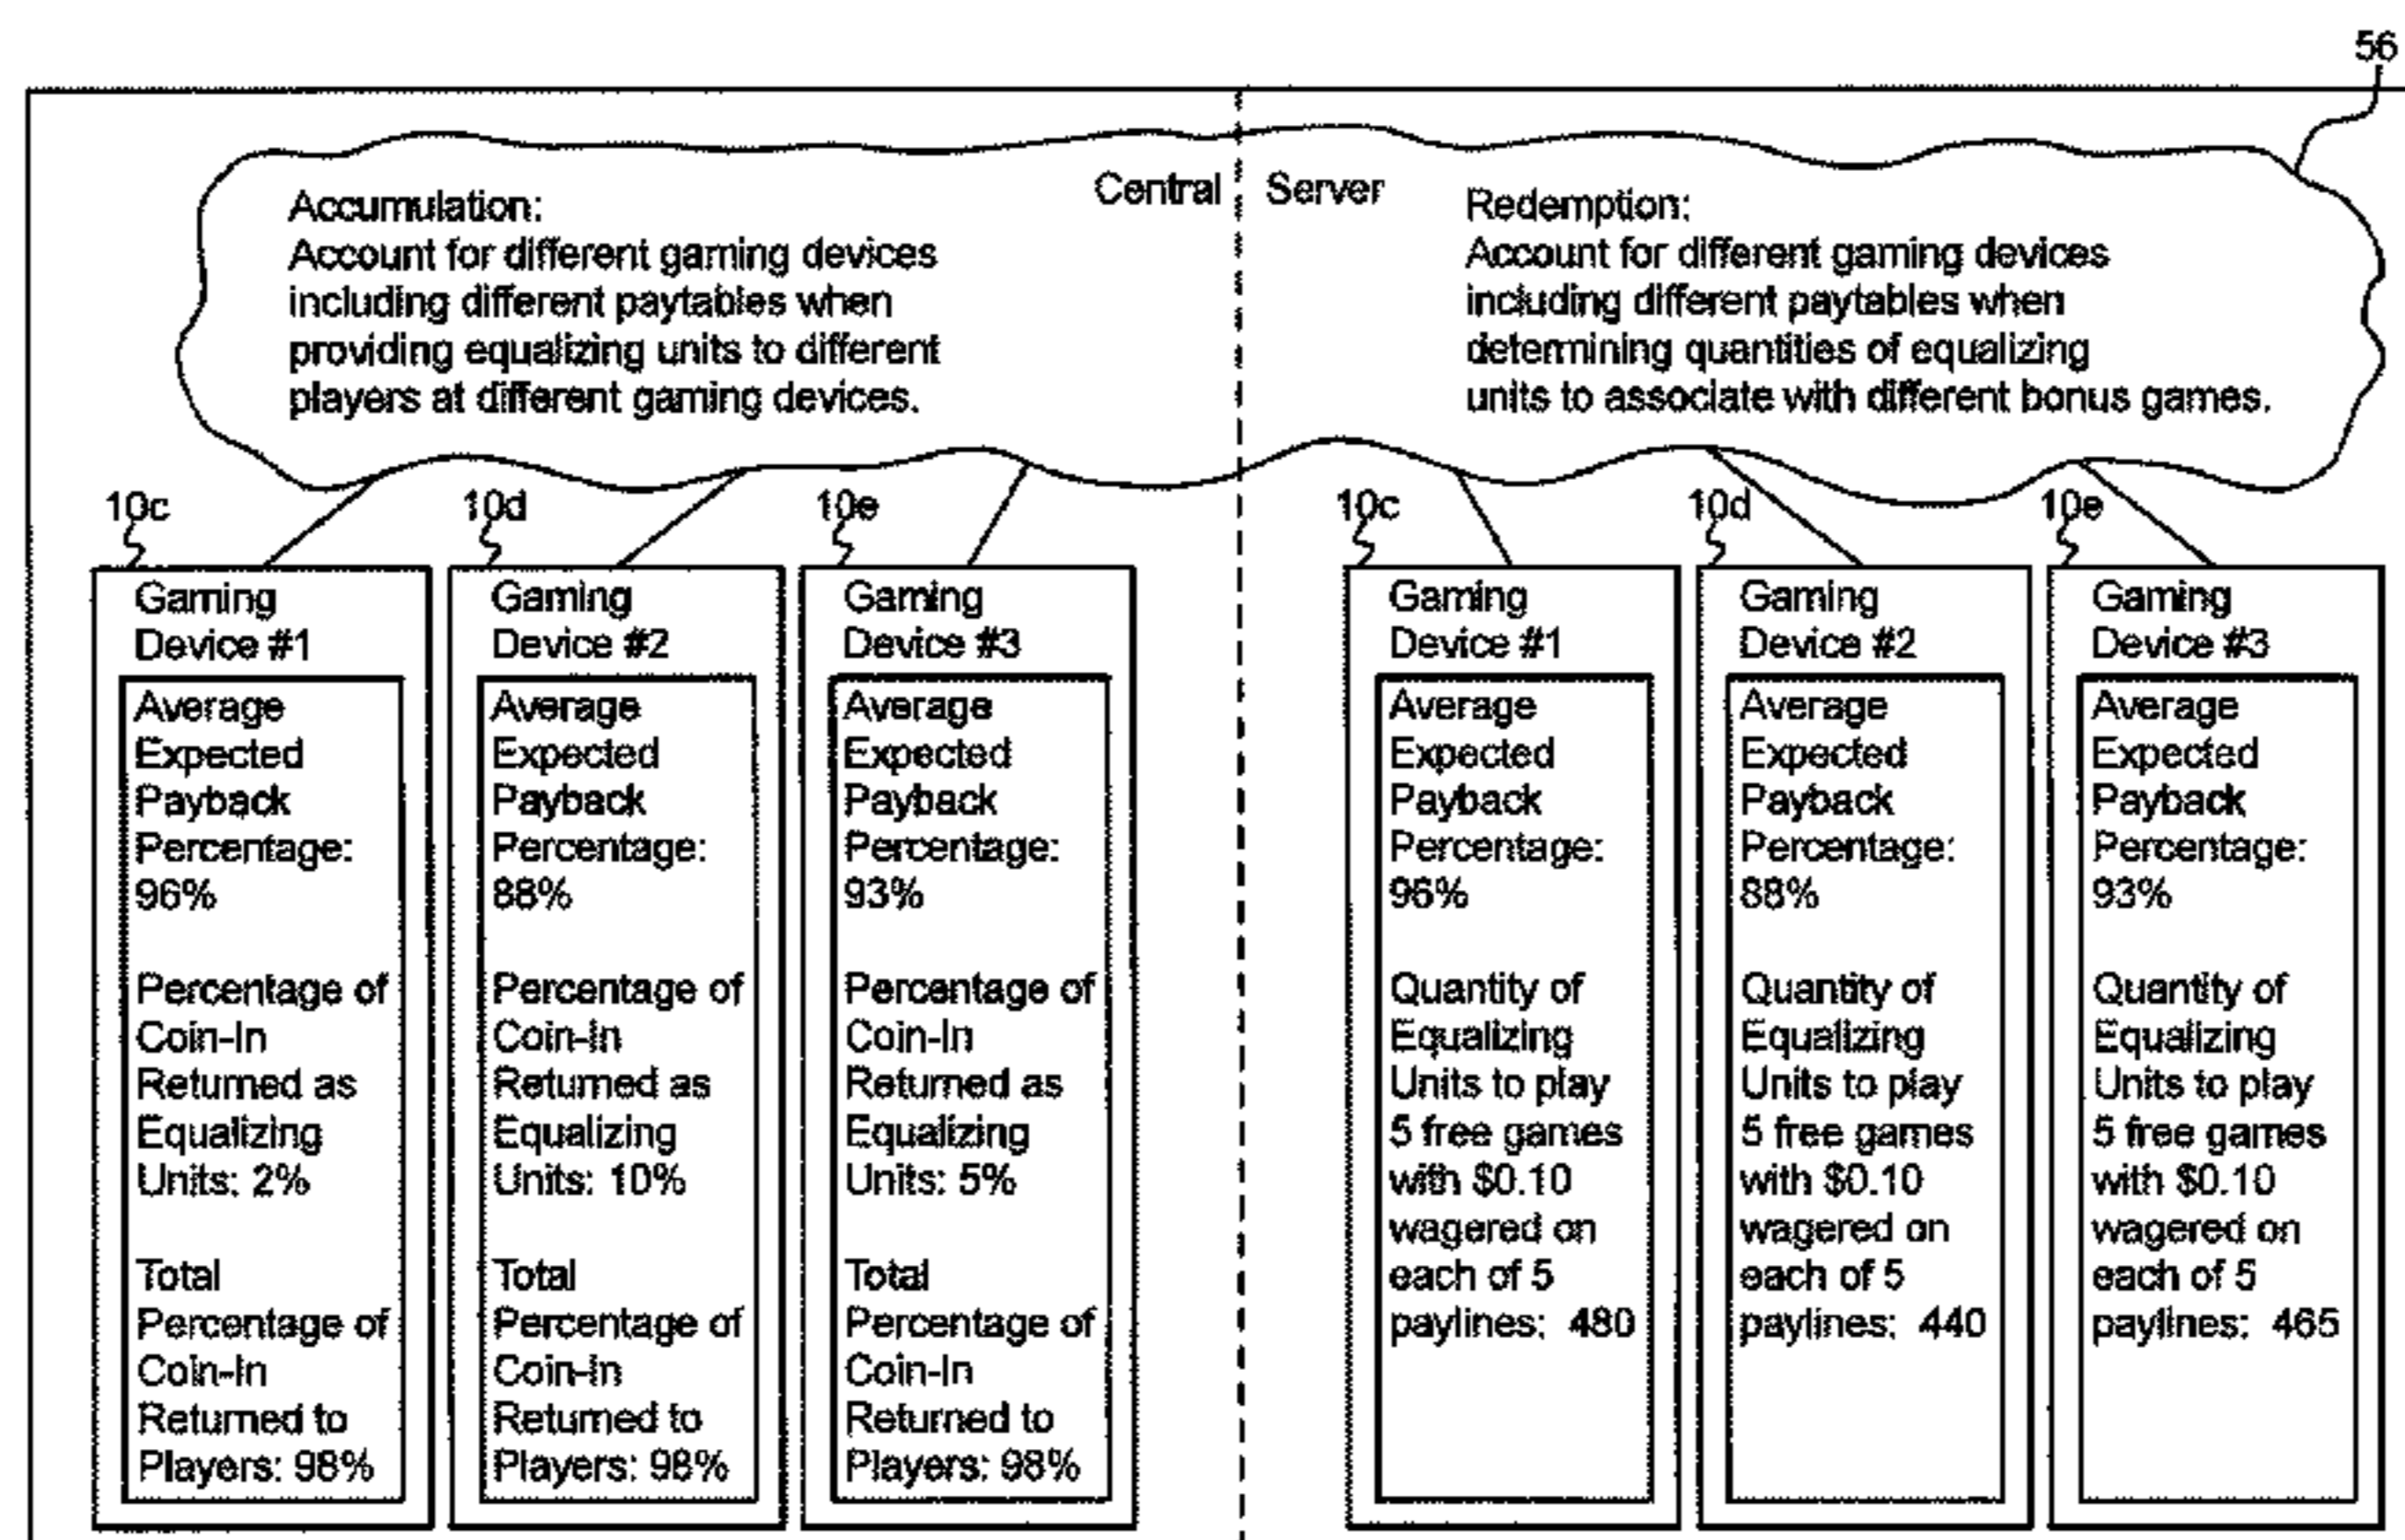 56
Central Server
Accumulation:
Account for different gaming devices
including different paytables when
providing equalizing units to different
players at different gaming devices.
Redemption:
Account for different gaming devices
including different paytables when
determining quantities of equalizing
units to associate with different bonus games.
10c
Gaming
Device #1
Average
Expected
Payback
Percentage:
96%
Percentage of
Coin-In
Returned as
Equalizing
Units: 2%
Total
Percentage of
Coin-In
Returned to
Players: 98%
10d
Gaming
Device #2
Average
Expected
Payback
Percentage:
88%
Percentage of
Coin-In
Returned as
Equalizing
Units: 10%
Total
Percentage of
Coin-In
Returned to
Players: 98%
10e
Gaming
Device #3
Average
Expected
Payback
Percentage:
93%
Percentage of
Coin-In
Returned as
Equalizing
Units: 5%
Total
Percentage of
Coin-In
Returned to
Players: 98%
10c
Gaming
Device #1
Average
Expected
Payback
Percentage:
96%
Quantity of
Equalizing
Units to play
5 free games
with $0.10
wagered on
each of 5
paylines: 480
10d
Gaming
Device #2
Average
Expected
Payback
Percentage:
88%
Quantity of
Equalizing
Units to play
5 free games
with $0.10
wagered on
each of 5
paylines: 440
10e
Gaming
Device #3
Average
Expected
Payback
Percentage:
93%
Quantity of
Equalizing
Units to play
5 free games
with $0.10
wagered on
each of 5
paylines: 465